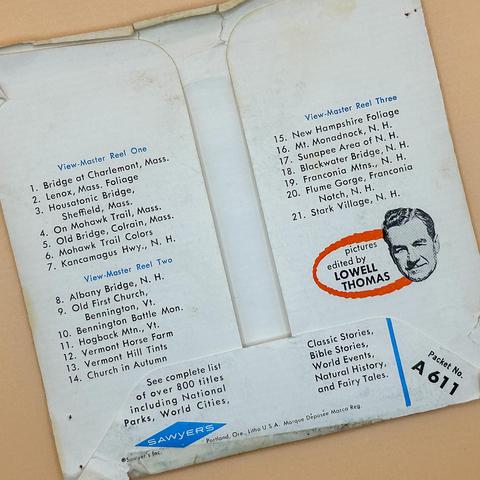 View-Master Reel One
1. Bridge at Charlemont, Mass.
2. Lenox, Mass. Foliage
3. Housatonic Bridge,
Sheffield, Mass.
4. On Mohawk Trail, Mass.
5. Old Bridge, Colrain, Mass.
6. Mohawk Trail Colors
7. Kancamagus Hwy., N. H.
View-Master Reel Two
8. Albany Bridge, N. H.
9. Old First Church,
Bennington, Vt.
10. Bennington Battle Mon.
11. Hogback Mtn., Vt.
12. Vermont Horse Farm
13. Vermont Hill Tints
14. Church in Autumn
View-Master Reel Three
15. New Hampshire Foliage
16. Mt. Monadnock, N. H.
17. Sunapee Area of N. H.
18. Blackwater Bridge, N. H.
19. Franconia Mtns., N. H.
20. Flume Gorge, Franconia
Notch, N. H.
21. Stark Village, N. H.
pictures
edited by
LOWELL
THOMAS
See complete list
of over 800 titles
including National
Parks, World Cities,
Classic Stories,
Bible Stories,
World Events,
Natural History,
and Fairy Tales.
Packet No.
A 611
SAWYERS
Portland, Ore., Litho U.S.A. Marque Déposée Marca Reg.
©Sawyer's Inc.